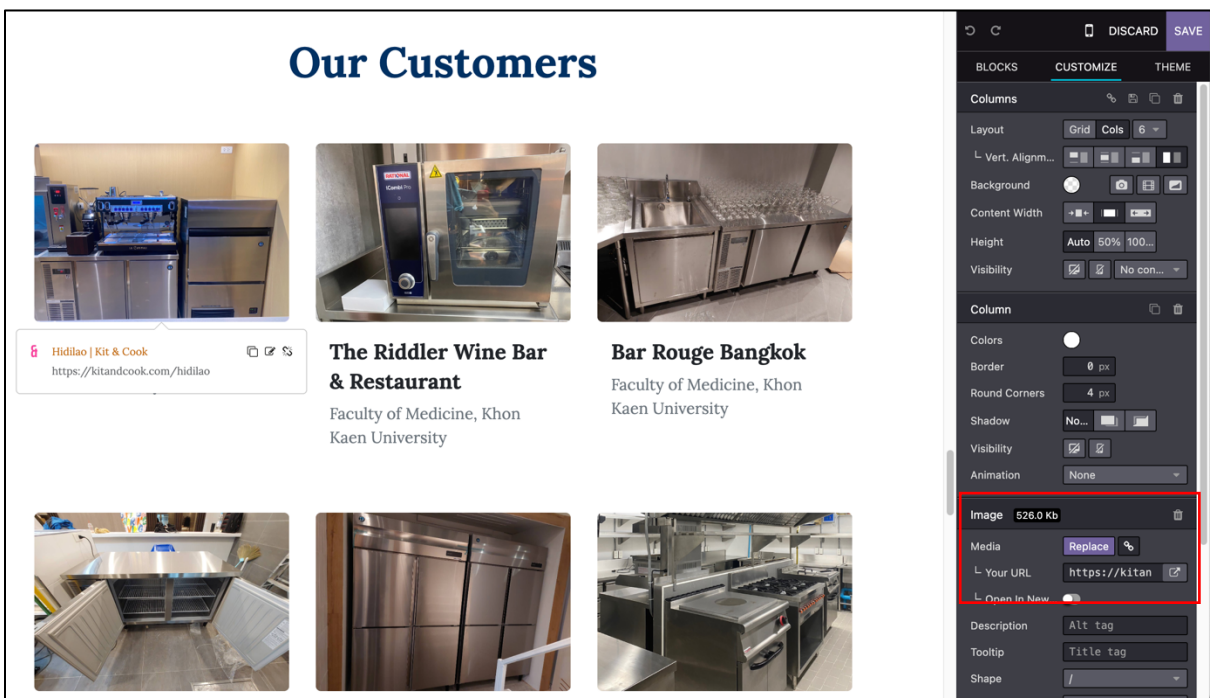 Our Customers
Hidilao | Kit & Cook
https://kitandcook.com/hidilao
RATIONAL
iCombi Pro
The Riddler Wine Bar
& Restaurant
Faculty of Medicine, Khon
Kaen University
Bar Rouge Bangkok
Faculty of Medicine, Khon
Kaen University
DISCARD SAVE
BLOCKS CUSTOMIZE THEME
Columns
Layout Grid Cols 6
└ Vert. Alignm...
Background
Content Width
Height Auto 50% 100...
Visibility No con...
Column
Colors
Border 0 px
Round Corners 4 px
Shadow No...
Visibility
Animation None
Image 526.0 Kb
Media Replace
└ Your URL https://kitan
└ Open In New
Description Alt tag
Tooltip Title tag
Shape /